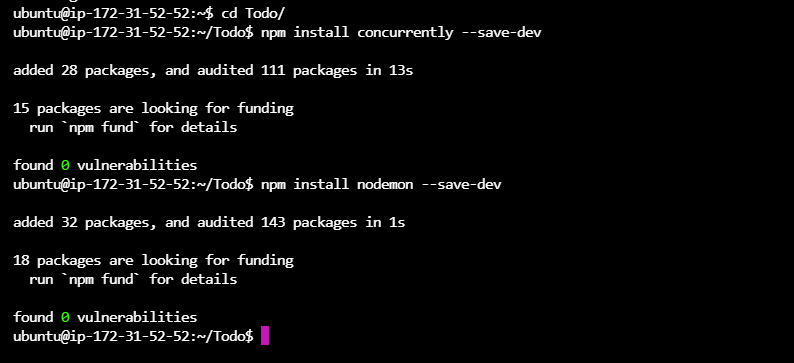 ubuntu@ip-172-31-52-52:~$ cd Todo/
ubuntu@ip-172-31-52-52:~/Todo$ npm install concurrently --save-dev
added 28 packages, and audited 111 packages in 13s
15 packages are looking for funding
  run `npm fund` for details
found 0 vulnerabilities
ubuntu@ip-172-31-52-52:~/Todo$ npm install nodemon --save-dev
added 32 packages, and audited 143 packages in 1s
18 packages are looking for funding
  run `npm fund` for details
found 0 vulnerabilities
ubuntu@ip-172-31-52-52:~/Todo$